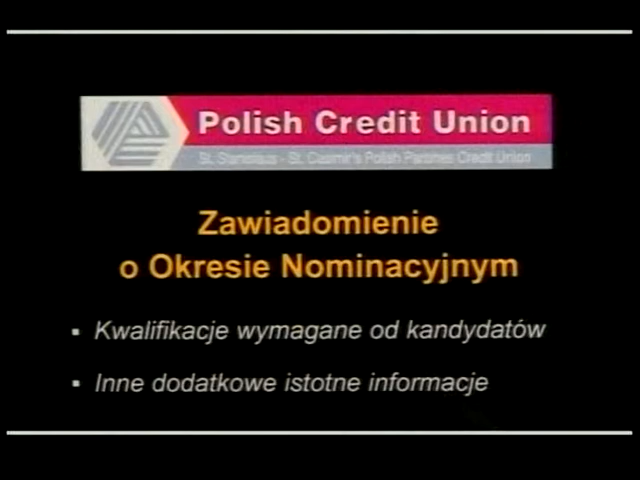 Polish Credit Union
St. Stanislaus - St. Casimir's Polish Parishes Credit Union
Zawiadomienie
o Okresie Nominacyjnym
▪ Kwalifikacje wymagane od kandydatów
▪ Inne dodatkowe istotne informacje